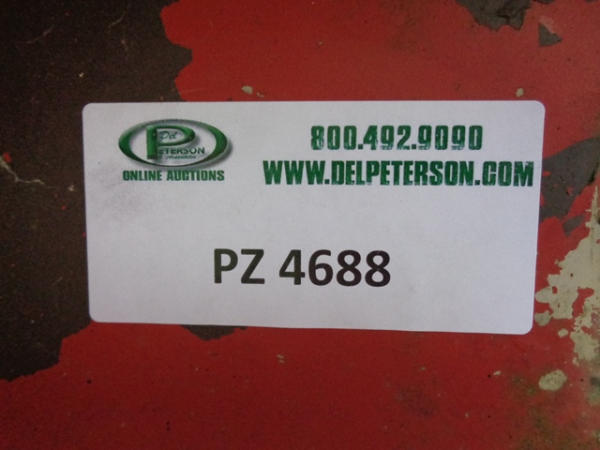 Del
PETERSON
ONLINE AUCTIONS
800.492.9090
WWW.DELPETERSON.COM
PZ 4688